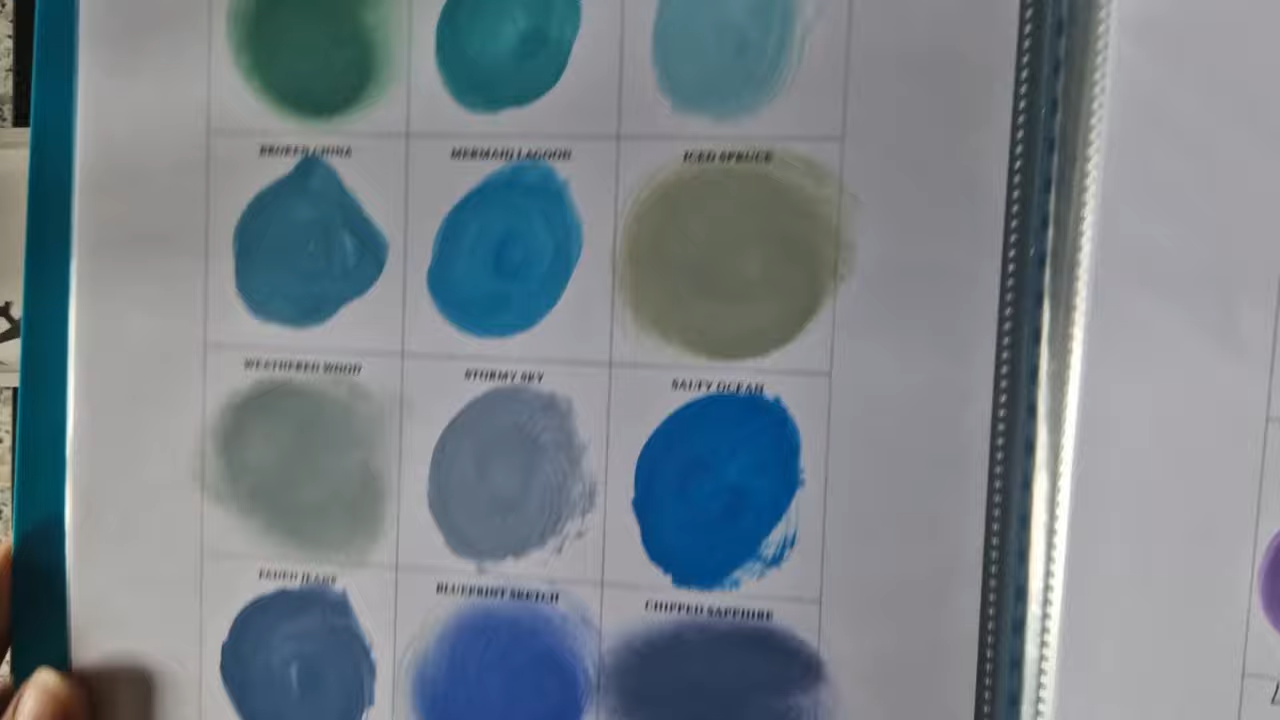 BROKEN CHINA
MERMAID LAGOON
ICED SPRUCE
WEATHERED WOOD
STORMY SKY
SALTY OCEAN
FADED JEANS
BLUEPRINT SKETCH
CHIPPED SAPPHIRE